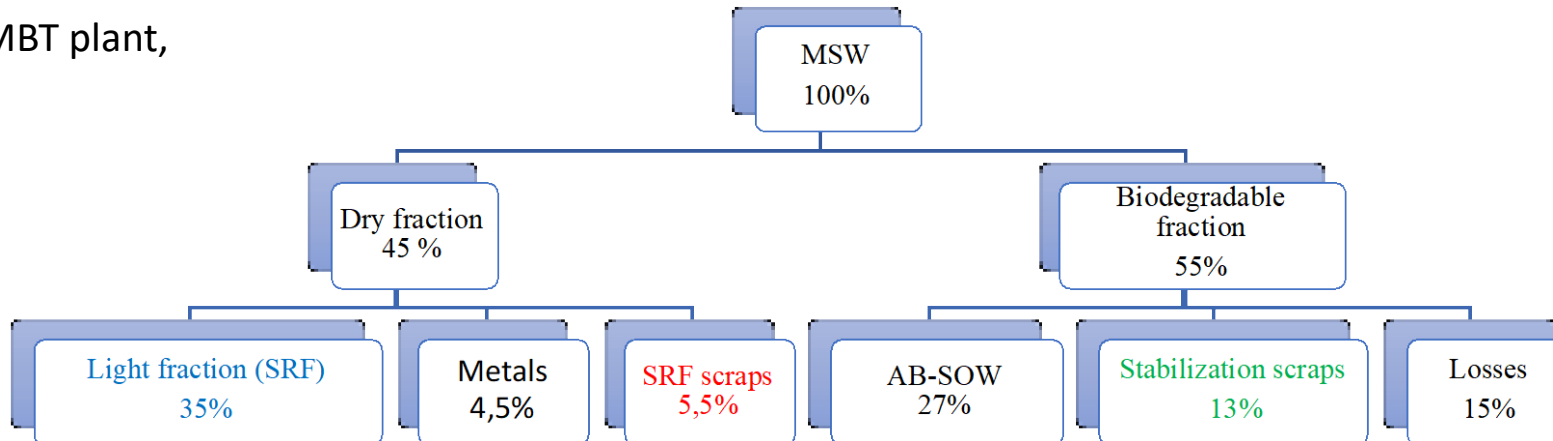 MBT plant,
MSW
100%
Dry fraction
45 %
Biodegradable
fraction
55%
Light fraction (SRF)
35%
Metals
4,5%
SRF scraps
5,5%
AB-SOW
27%
Stabilization scraps
13%
Losses
15%